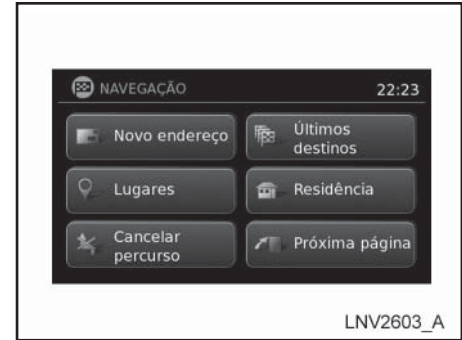 NAVEGAÇÃO 22:23
Novo endereço
Últimos
destinos
Lugares
Residência
Cancelar
percurso
Próxima página
LNV2603_A